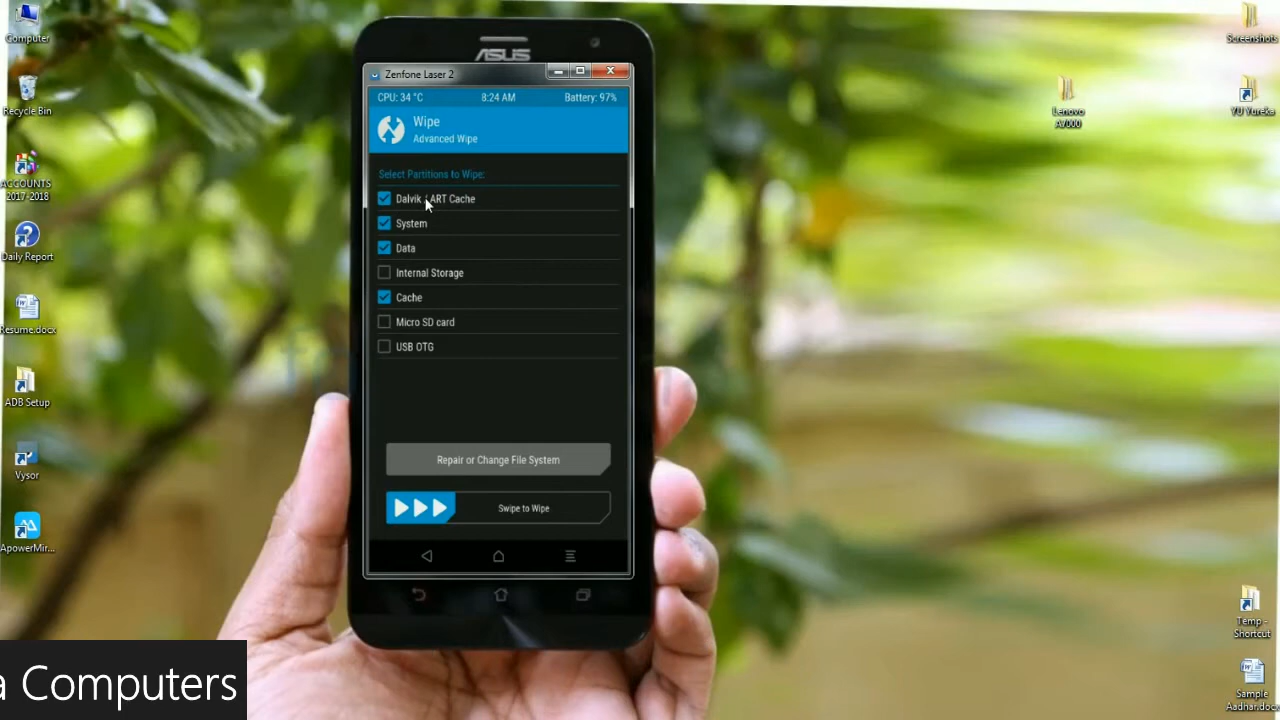 Computer
Recycle Bin
ACCOUNTS
2017-2018
Daily Report
Resume.docx
ADB Setup
Vysor
ApowerMir...
ASUS
Zenfone Laser 2
CPU: 34 °C
8:24 AM
Battery: 97%
Wipe
Advanced Wipe
Select Partitions to Wipe:
Dalvik / ART Cache
System
Data
Internal Storage
Cache
Micro SD card
USB OTG
Repair or Change File System
Swipe to Wipe
Screenshots
Lenovo
A7000
YU Yureka
Temp -
Shortcut
Sample
Aadhar.docx
a Computers